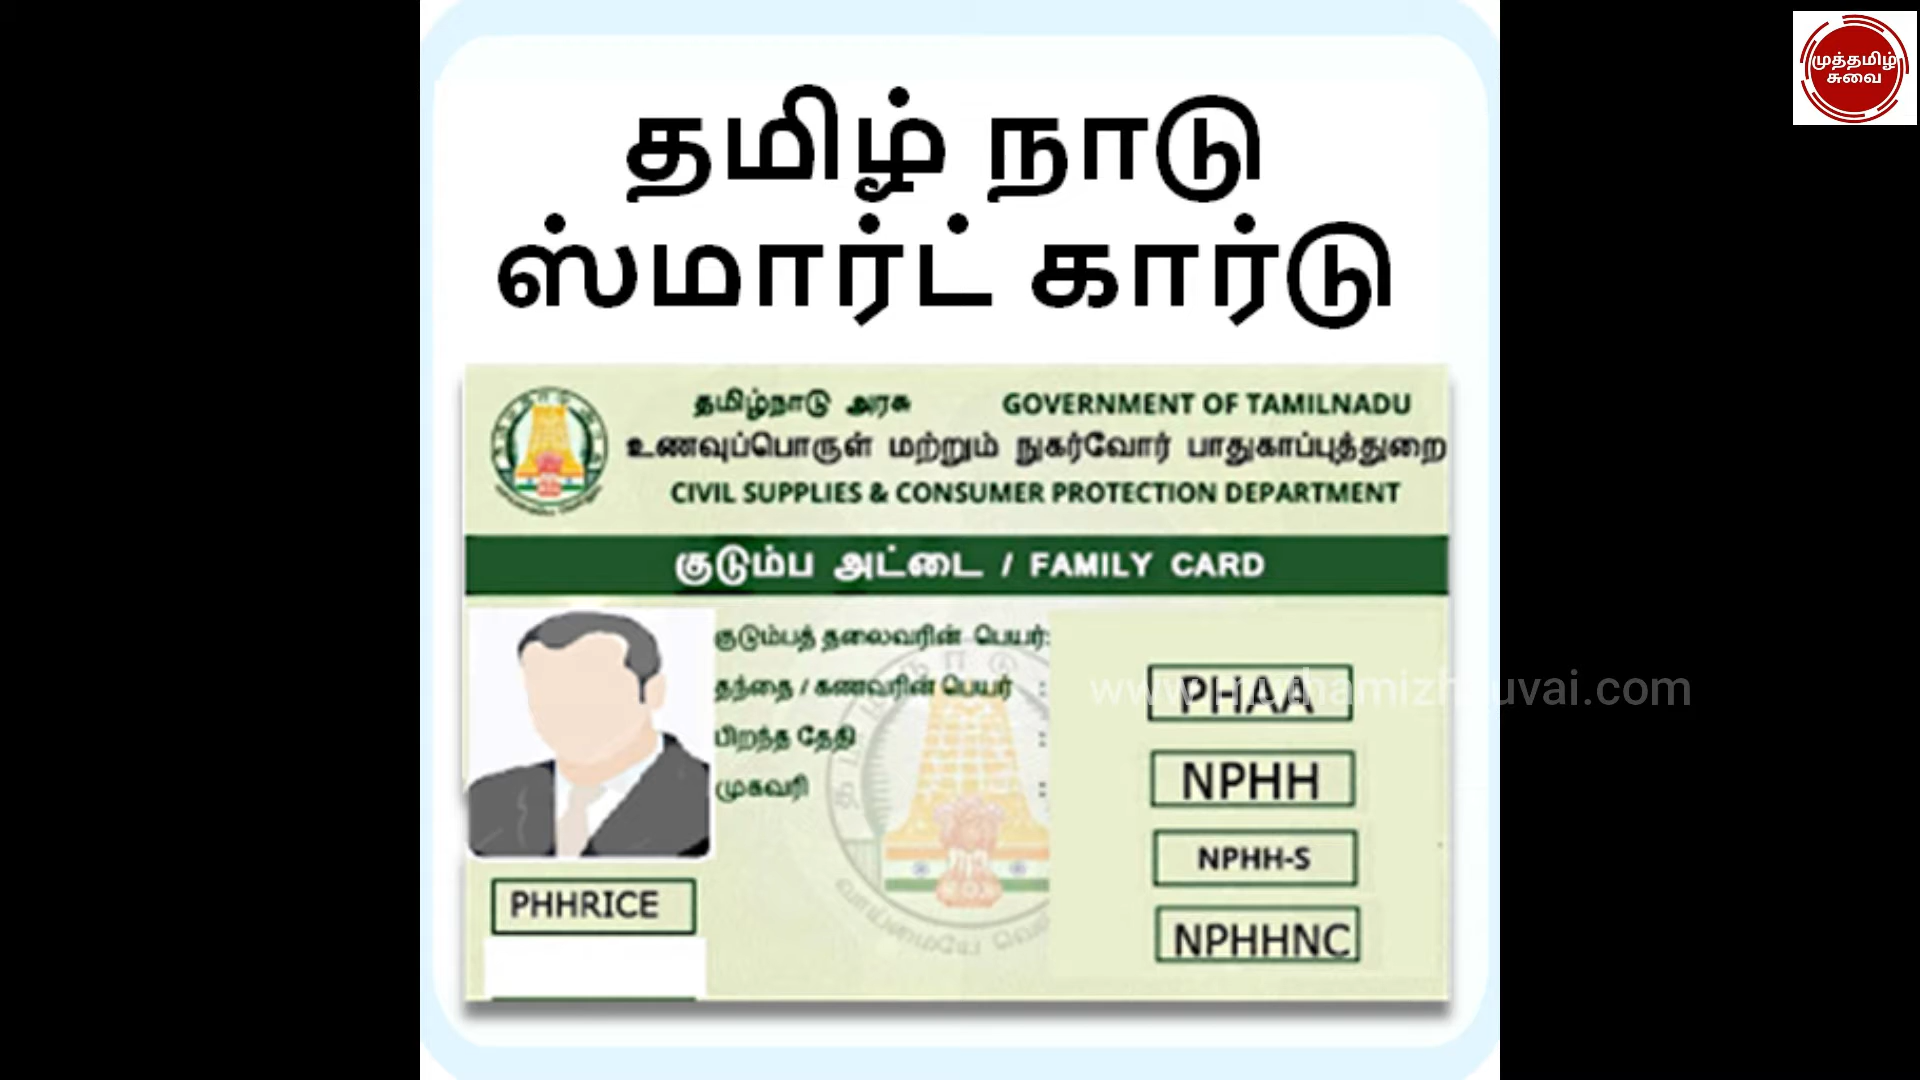 முத்தமிழ்
சுவை
தமிழ் நாடு
ஸ்மார்ட் கார்டு
தமிழ்நாடு அரசு GOVERNMENT OF TAMILNADU
உணவுப்பொருள் மற்றும் நுகர்வோர் பாதுகாப்புத்துறை
CIVIL SUPPLIES & CONSUMER PROTECTION DEPARTMENT
குடும்ப அட்டை / FAMILY CARD
குடும்பத் தலைவரின் பெயர்:
தந்தை / கணவரின் பெயர் :
பிறந்த தேதி :
முகவரி :
PHHRICE
PHAA
NPHH
NPHH-S
NPHHNC